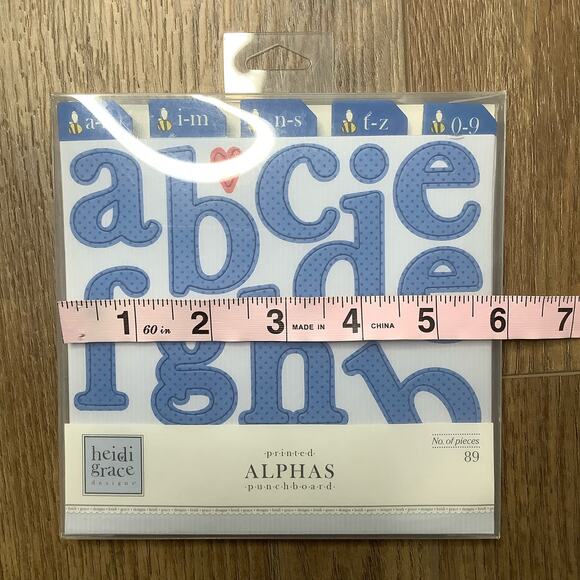 i-m
n-s
t-z
0-9
a b c i e
d e
1 60 in 2 3 MADE IN 4 CHINA 5 6 7
f g h b
heidi
grace
designs
·printed·
ALPHAS
·punchboard·
No. of pieces
89